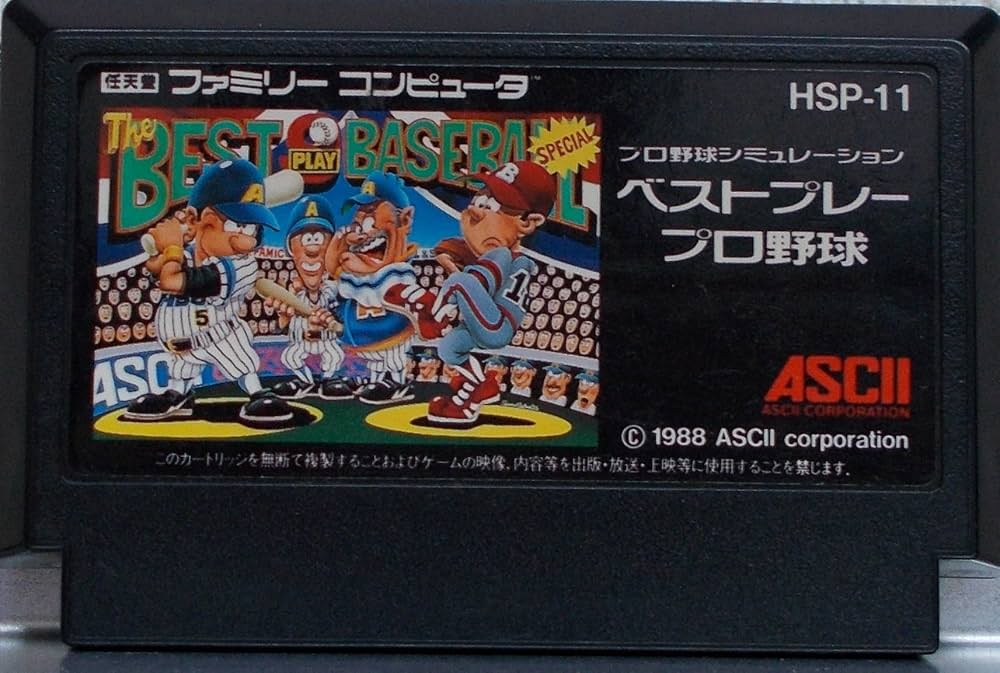 任天堂 ファミリー コンピュータ™
HSP-11
The
BEST PLAY BASEBALL
SPECIAL
プロ野球シミュレーション
ベストプレー
プロ野球
A
A
A
B
5
A
1
ASC
ASCII
ASCII CORPORATION
© 1988 ASCII corporation
このカートリッジを無断で複製することおよびゲームの映像、内容等を出版・放送・上映等に使用することを禁じます。